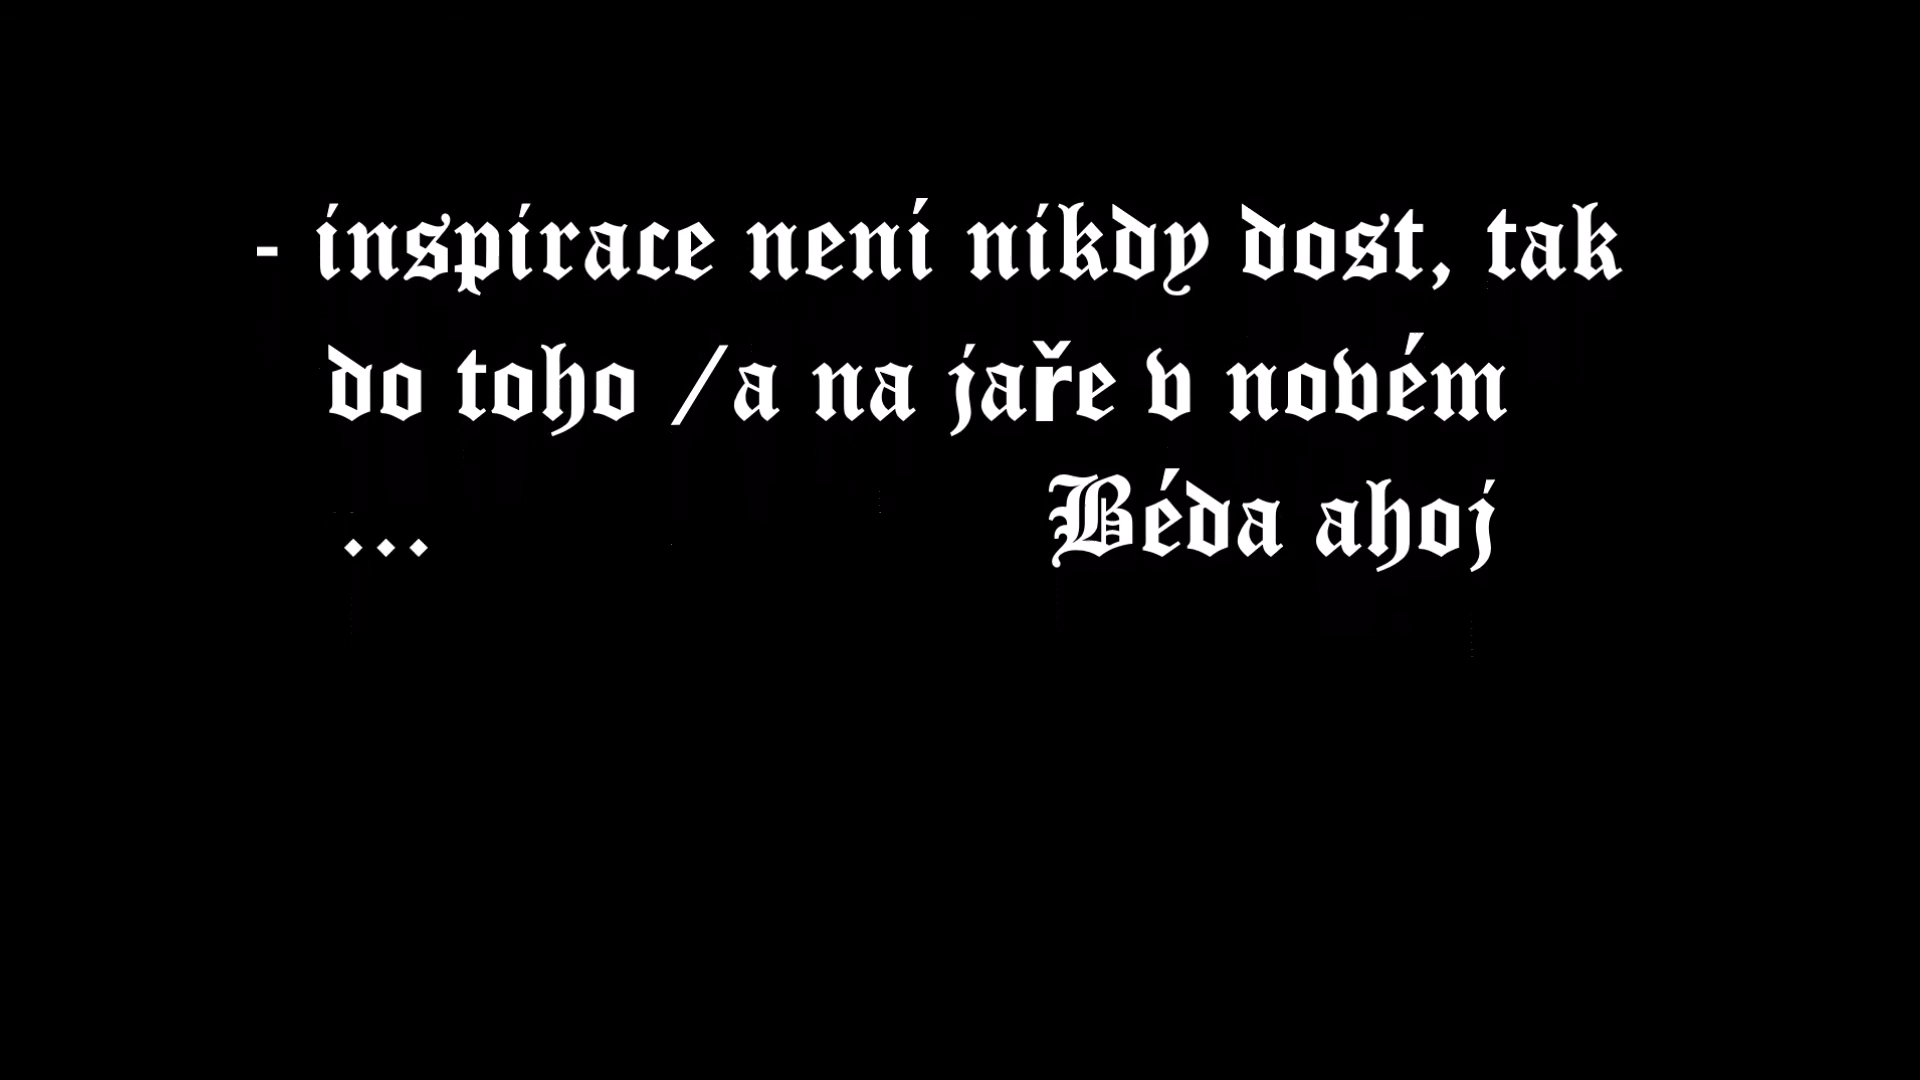 - inspirace není nikdy dost, tak
do toho /a na jaře v novém
... Béda ahoj